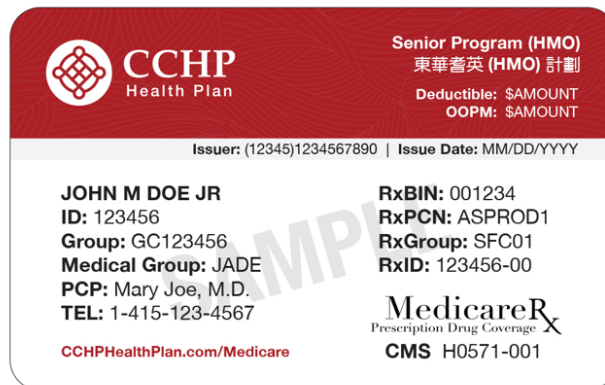 CCHP
Health Plan
Senior Program (HMO)
東華耆英 (HMO) 計劃
Deductible: $AMOUNT
OOPM: $AMOUNT
Issuer: (12345)1234567890 | Issue Date: MM/DD/YYYY
JOHN M DOE JR
ID: 123456
Group: GC123456
Medical Group: JADE
PCP: Mary Joe, M.D.
TEL: 1-415-123-4567
CCHPHealthPlan.com/Medicare
RxBIN: 001234
RxPCN: ASPROD1
RxGroup: SFC01
RxID: 123456-00
MedicareRx
Prescription Drug Coverage
CMS H0571-001
SAMPLE